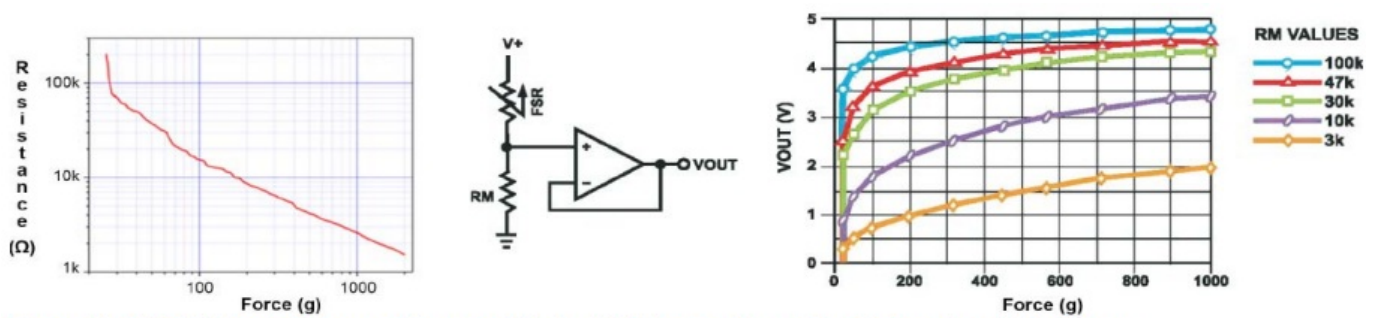 Resistance
(Ω)
100k
10k
1k
100
1000
Force (g)
V+
FSR
RM
+
−
VOUT
VOUT (V)
5
4
3
2
1
0
0
200
400
600
800
1000
Force (g)
RM VALUES
100k
47k
30k
10k
3k